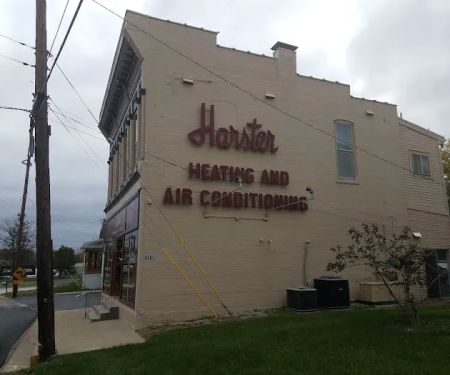 Harster
HEATING AND
AIR CONDITIONING